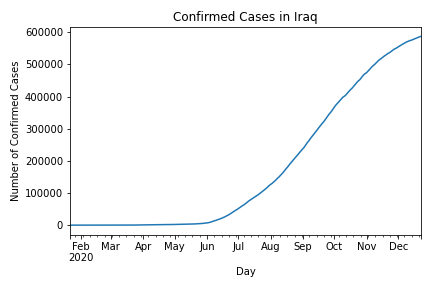 Confirmed Cases in Iraq
600000
500000
400000
300000
200000
100000
0
Number of Confirmed Cases
Feb Mar Apr May Jun Jul Aug Sep Oct Nov Dec
2020
Day